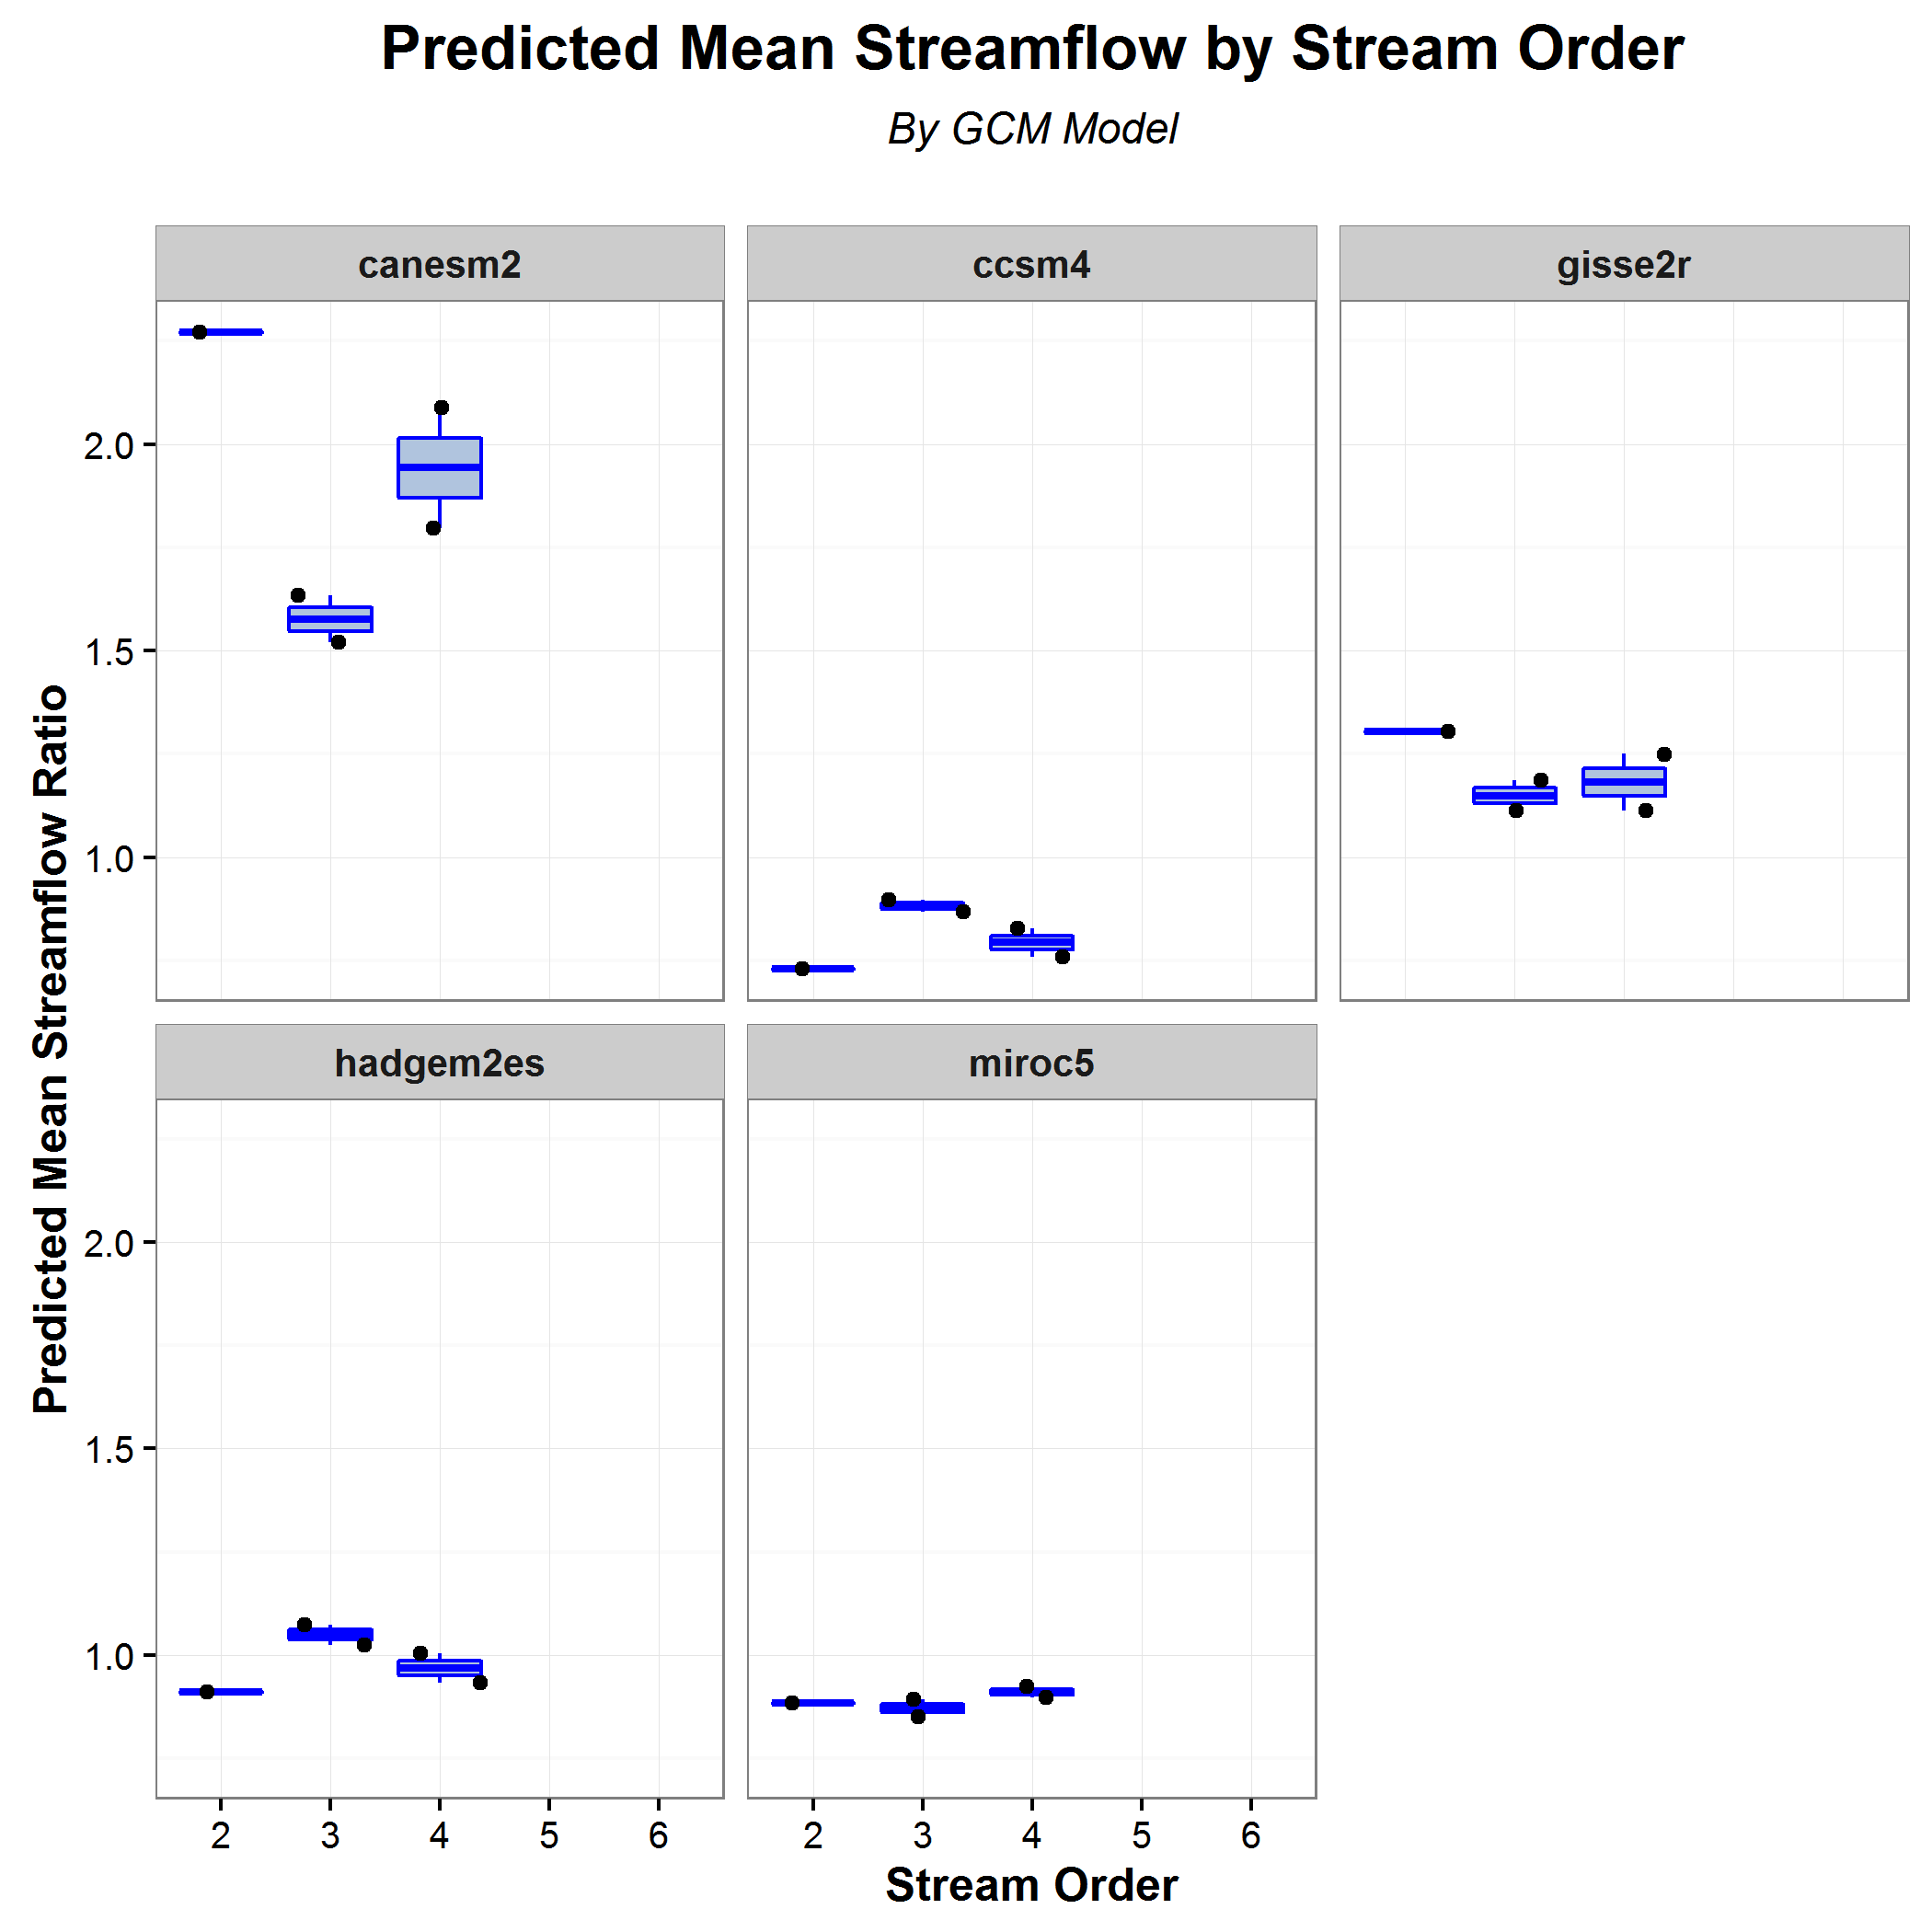 Predicted Mean Streamflow by Stream Order
By GCM Model
canesm2
ccsm4
gisse2r
2.0
1.5
1.0
Predicted Mean Streamflow Ratio
hadgem2es
miroc5
2.0
1.5
1.0
2 3 4 5 6
2 3 4 5 6
Stream Order